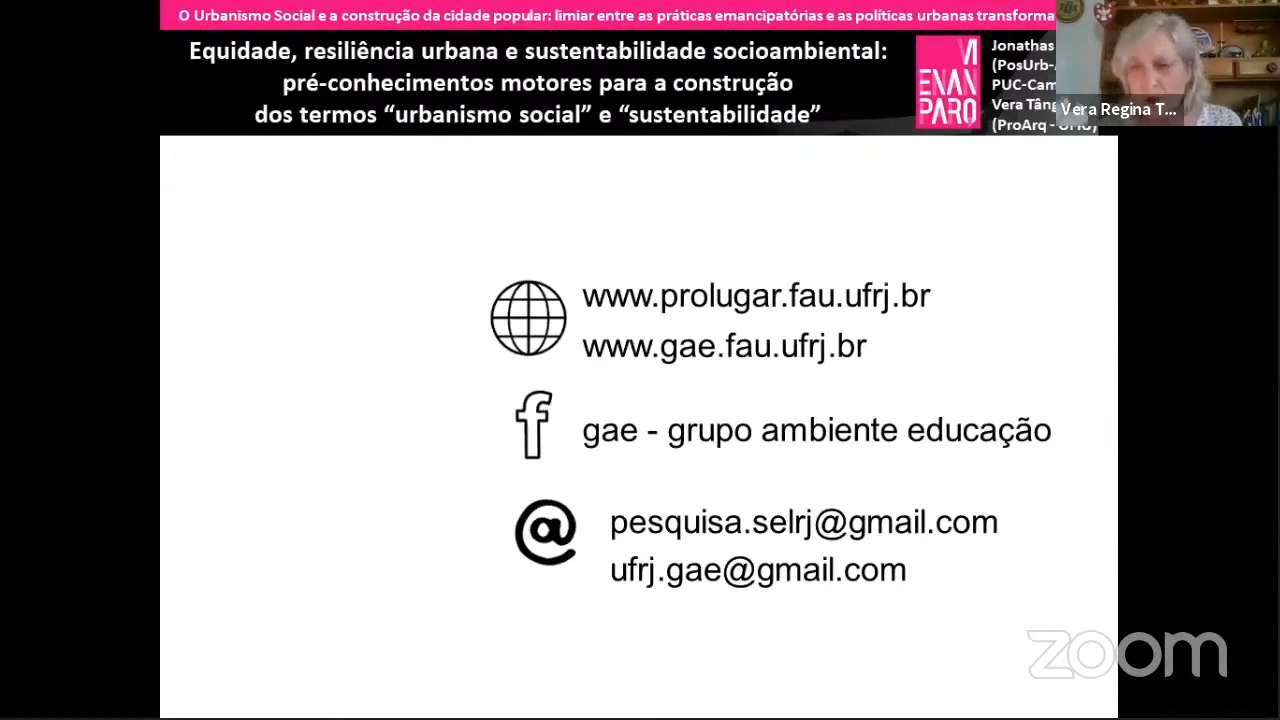 O Urbanismo Social e a construção da cidade popular: limiar entre as práticas emancipatórias e as políticas urbanas
Equidade, resiliência urbana e sustentabilidade socioambiental:
pré-conhecimentos motores para a construção
dos termos “urbanismo social” e “sustentabilidade”
VI
ENAN
PARQ
Jonathas
(PosUrb-
PUC-Cam
Vera
(ProArq -
Vera Regina T...
www.prolugar.fau.ufrj.br
www.gae.fau.ufrj.br
gae - grupo ambiente educação
pesquisa.selrj@gmail.com
ufrj.gae@gmail.com
zoom